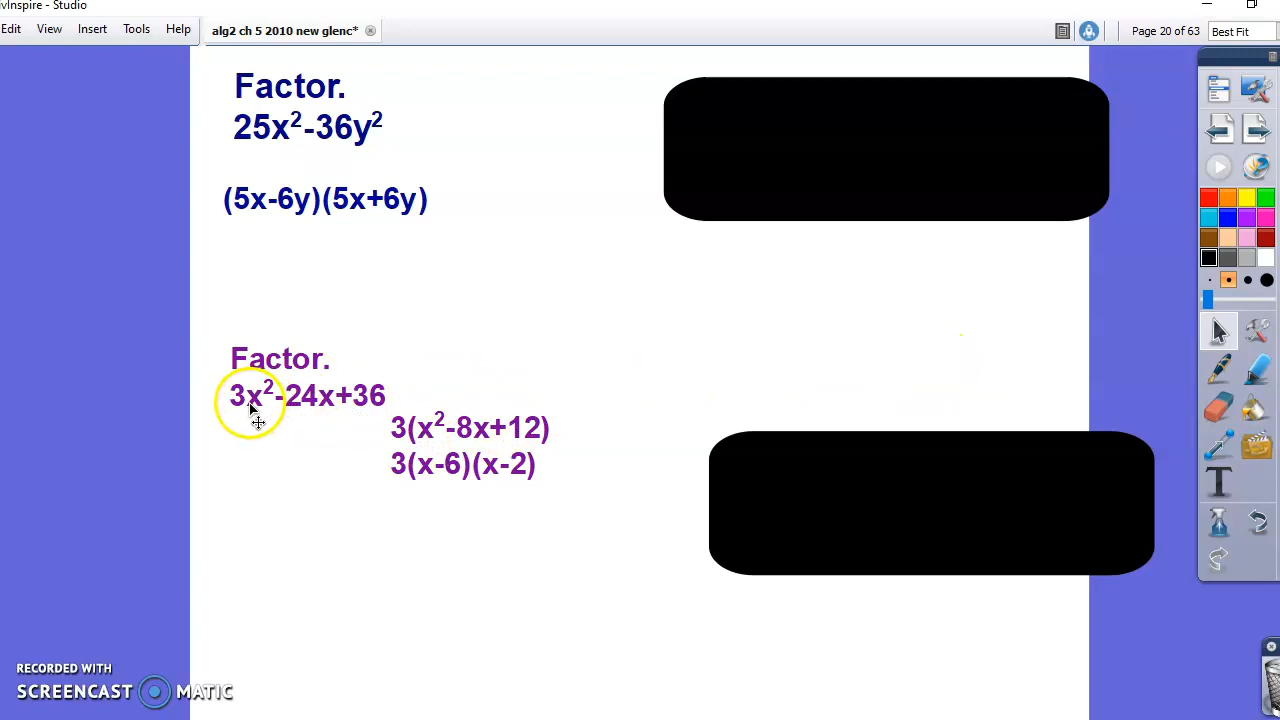 ivInspire - Studio
Edit View Insert Tools Help
alg2 ch 5 2010 new glenc*
Page 20 of 63
Best Fit
Factor.
25x²-36y²
(5x-6y)(5x+6y)
Factor.
3x²-24x+36
3(x²-8x+12)
3(x-6)(x-2)
T
RECORDED WITH
SCREENCAST MATIC